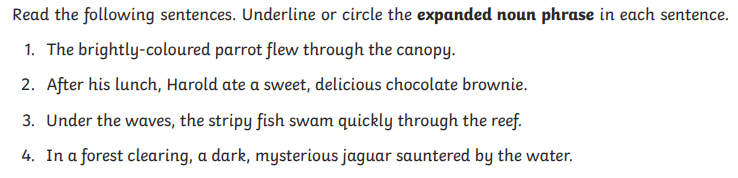 Read the following sentences. Underline or circle the expanded noun phrase in each sentence.
1. The brightly-coloured parrot flew through the canopy.
2. After his lunch, Harold ate a sweet, delicious chocolate brownie.
3. Under the waves, the stripy fish swam quickly through the reef.
4. In a forest clearing, a dark, mysterious jaguar sauntered by the water.